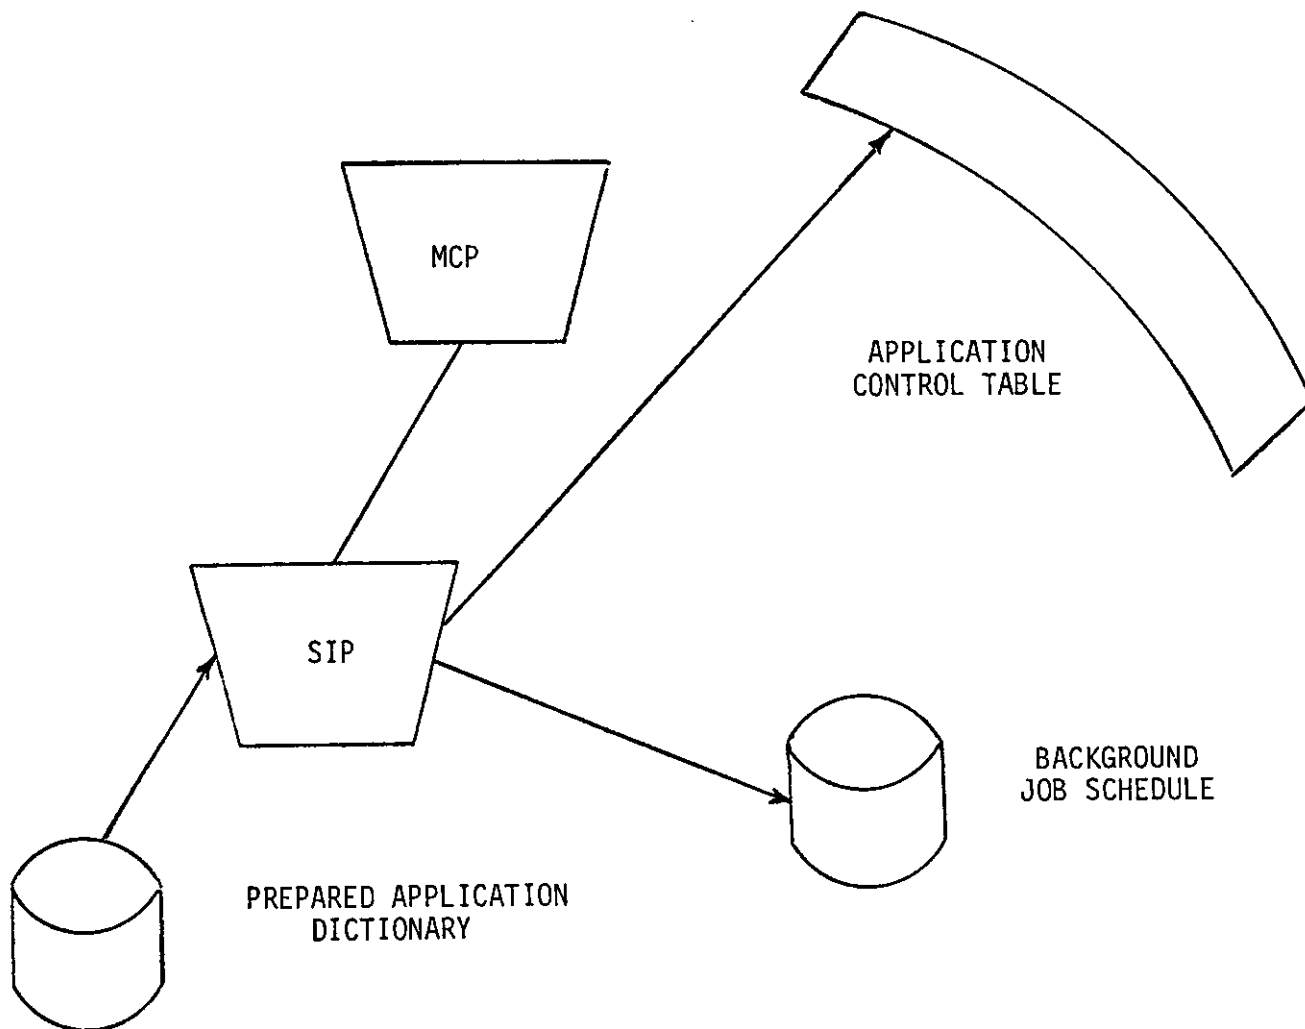 MCP
APPLICATION
CONTROL TABLE
SIP
BACKGROUND
JOB SCHEDULE
PREPARED APPLICATION
DICTIONARY